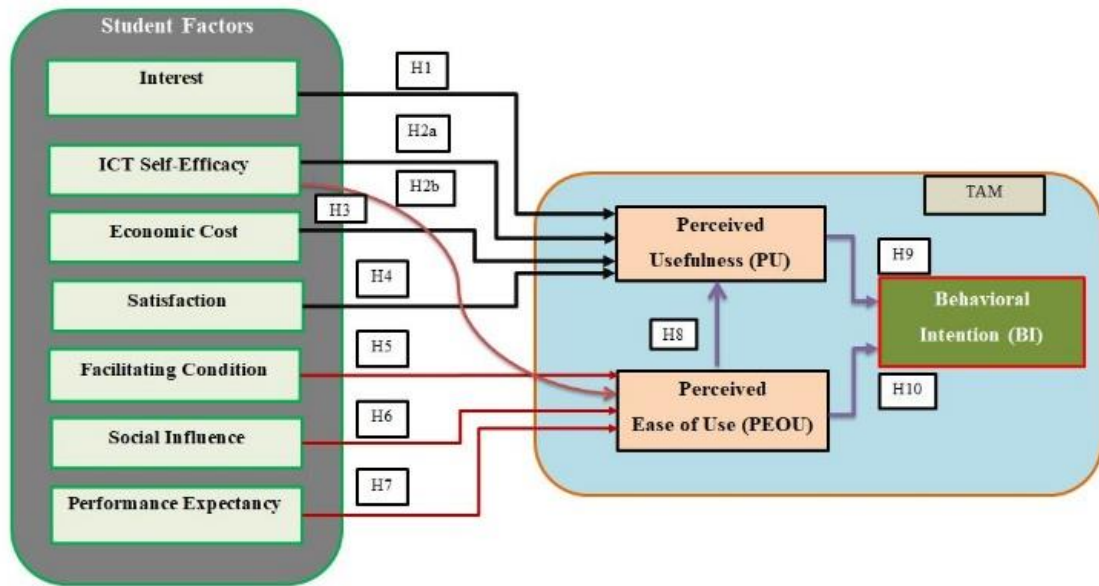 Student Factors
Interest
ICT Self-Efficacy
Economic Cost
Satisfaction
Facilitating Condition
Social Influence
Performance Expectancy
H1
H2a
H2b
H3
H4
H5
H6
H7
TAM
Perceived
Usefulness (PU)
H8
Perceived
Ease of Use (PEOU)
H9
Behavioral
Intention (BI)
H10